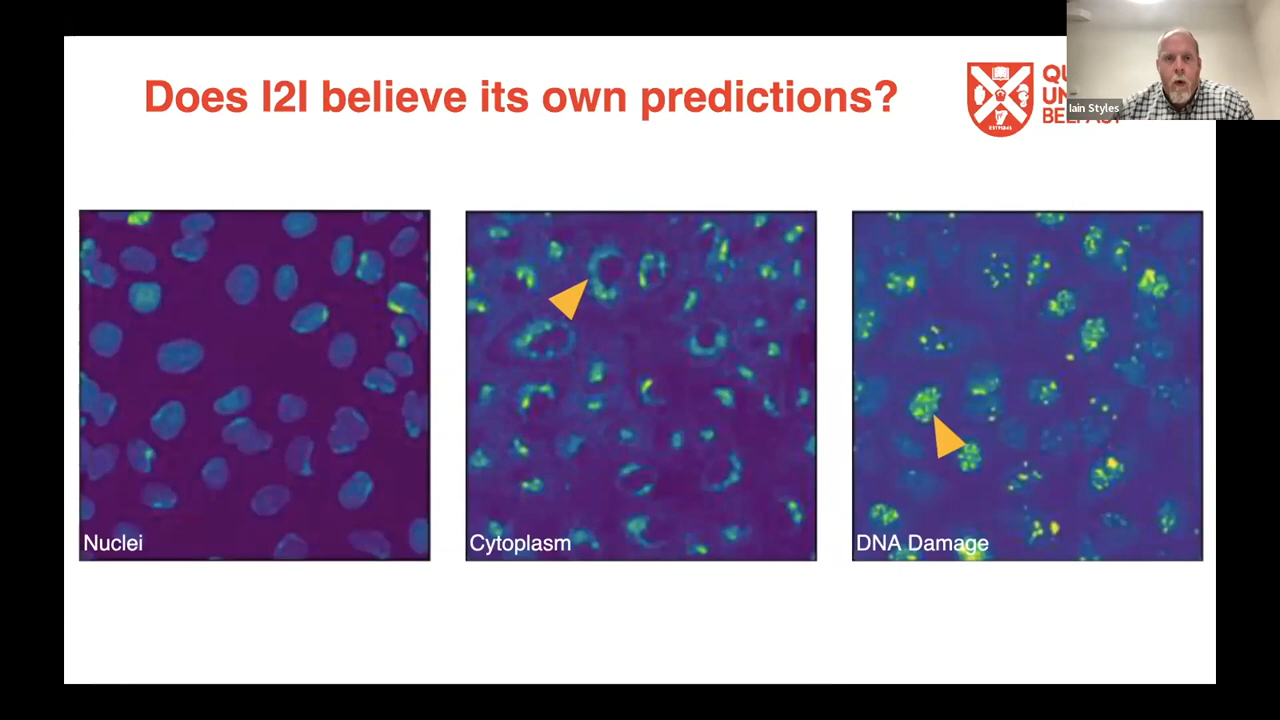 Does I2I believe its own predictions?
Iain Styles
Nuclei
Cytoplasm
DNA Damage